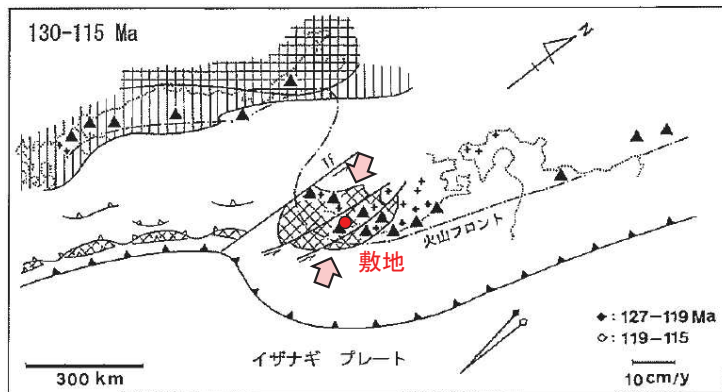 130-115 Ma
N
TF
火山フロント
敷地
イザナギ プレート
◆:127-119 Ma
○:119-115
300 km
10 cm/y